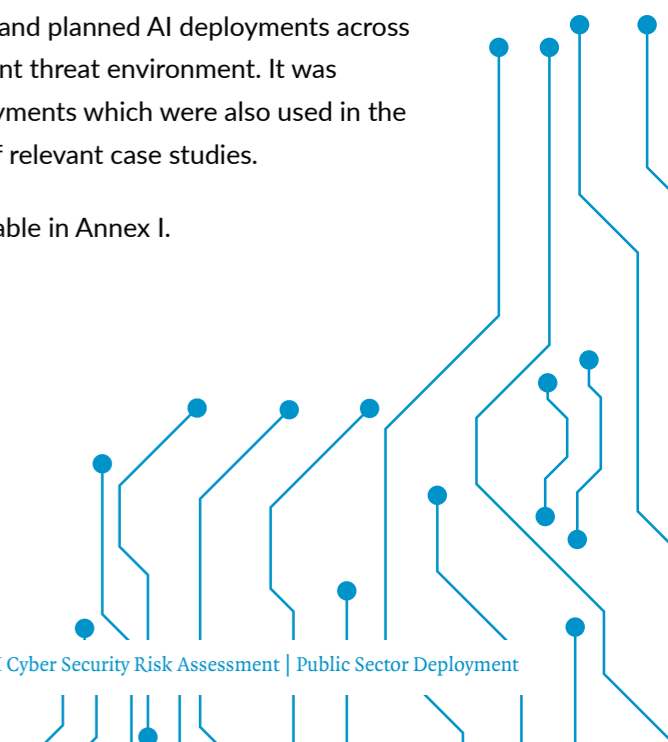 and planned AI deployments across
nt threat environment. It was
yments which were also used in the
f relevant case studies.
able in Annex I.
I Cyber Security Risk Assessment | Public Sector Deployment